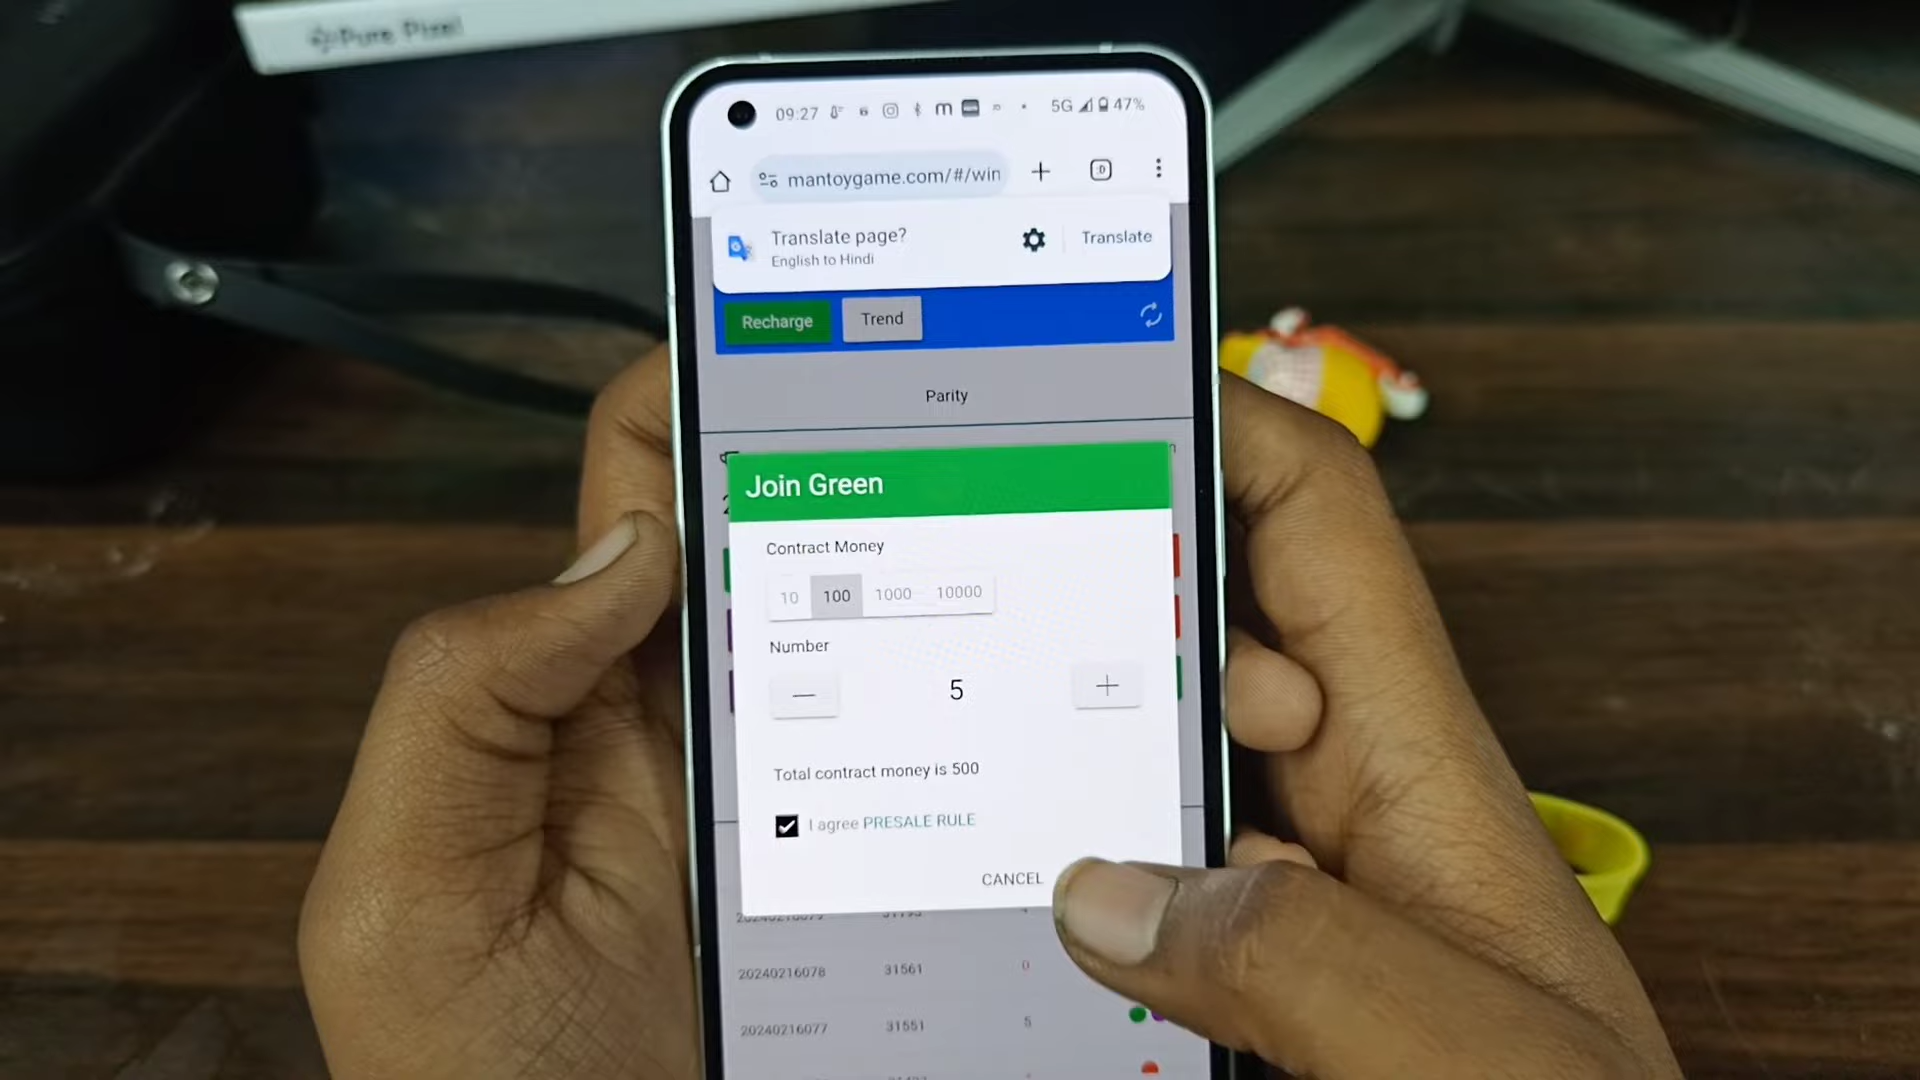 Pure Pixel
09:27 m 5G 47%
mantoygame.com/#/win
Translate page?
English to Hindi
Translate
Recharge
Trend
Parity
Join Green
Contract Money
10 100 1000 10000
Number
5
Total contract money is 500
I agree PRESALE RULE
CANCEL
20240216078 31561 0
20240216077 31551 5